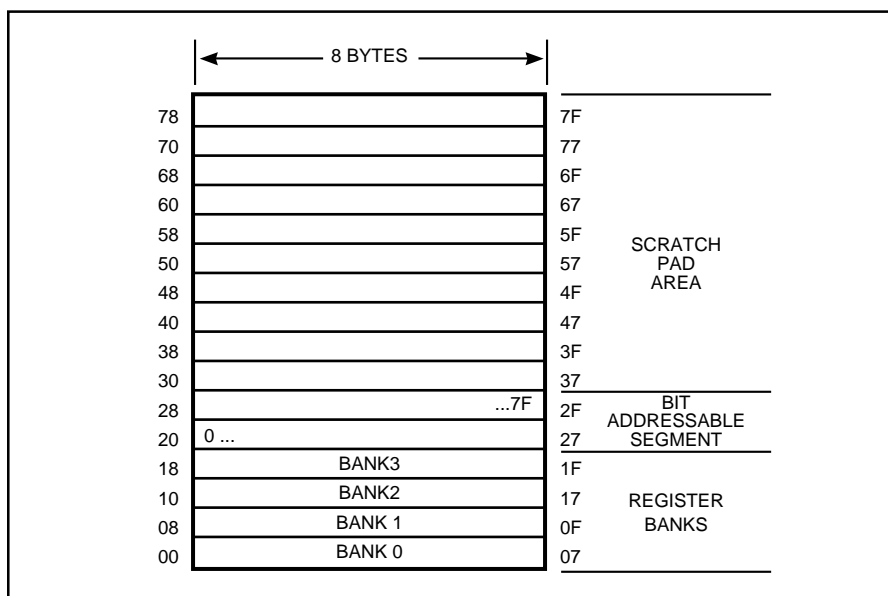 8 BYTES
78 7F
70 77
68 6F
60 67
58 5F
50 57
48 4F
40 47
38 3F
30 37
SCRATCH
PAD
AREA
28 ...7F 2F
20 0 ... 27
BIT
ADDRESSABLE
SEGMENT
18 BANK3 1F
10 BANK2 17
08 BANK 1 0F
00 BANK 0 07
REGISTER
BANKS